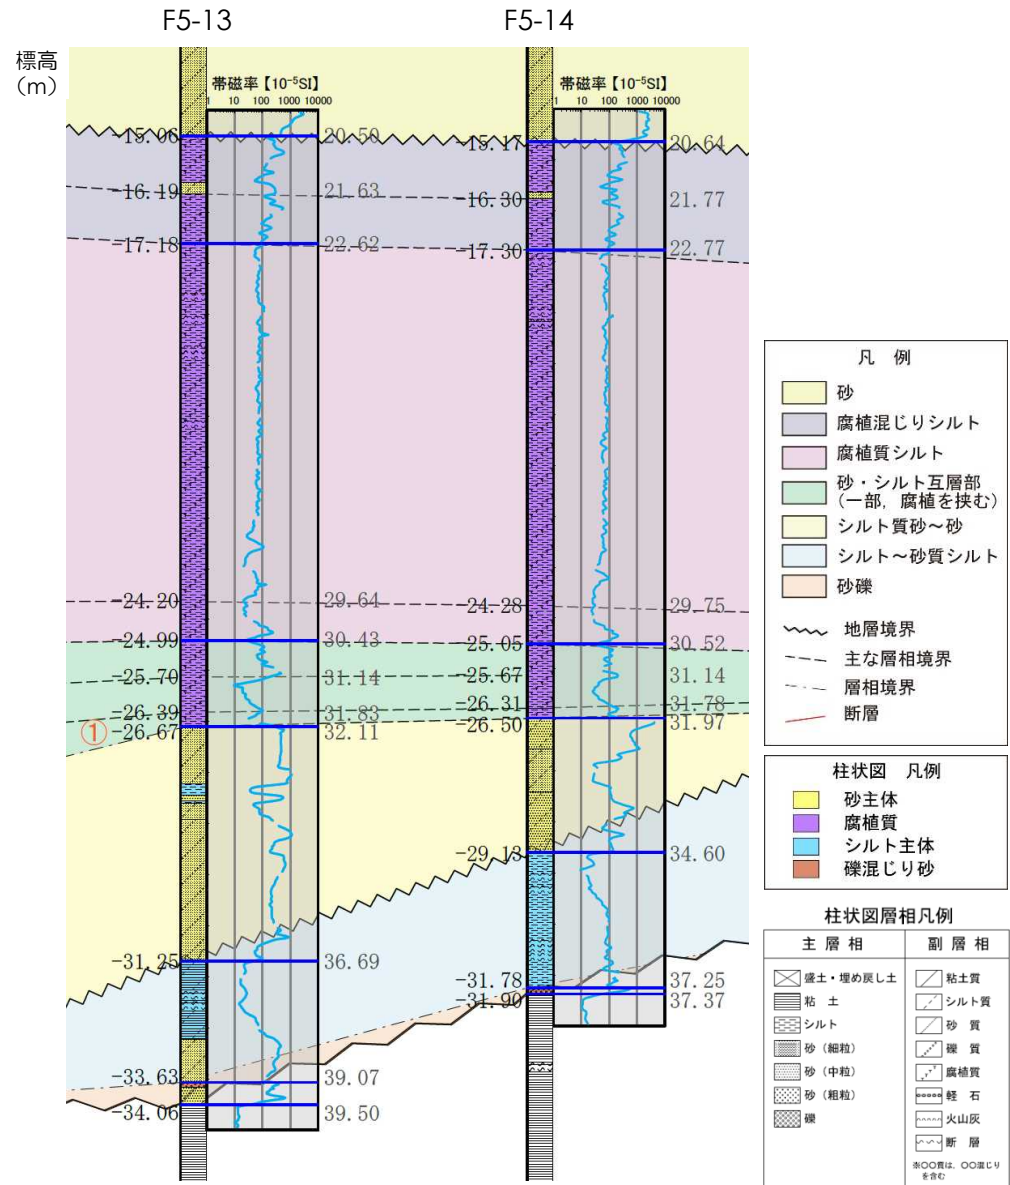 F5-13
F5-14
標高
(m)
帯磁率【10⁻⁵SI】
1 10 100 1000 10000
帯磁率【10⁻⁵SI】
1 10 100 1000 10000
-15.06
20.50
-15.17
20.64
-16.19
21.63
-16.30
21.77
-17.18
22.62
-17.30
22.77
-24.20
29.64
-24.28
29.75
-24.99
30.43
-25.05
30.52
-25.70
31.14
-25.67
31.14
-26.39
31.83
-26.31
31.78
①
-26.67
32.11
-26.50
31.97
-29.13
34.60
-31.25
36.69
-31.78
37.25
-31.90
37.37
-33.63
39.07
-34.06
39.50
凡 例
砂
腐植混じりシルト
腐植質シルト
砂・シルト互層部
(一部，腐植を挟む)
シルト質砂～砂
シルト～砂質シルト
砂礫
地層境界
主な層相境界
層相境界
断層
柱状図 凡例
砂主体
腐植質
シルト主体
礫混じり砂
柱状図層相凡例
主 層 相
副 層 相
盛土・埋め戻し土
粘 土
シルト
砂（細粒）
砂（中粒）
砂（粗粒）
礫
粘土質
シルト質
砂 質
礫 質
腐植質
軽 石
火山灰
断 層
※〇〇質は、〇〇混じり
を含む